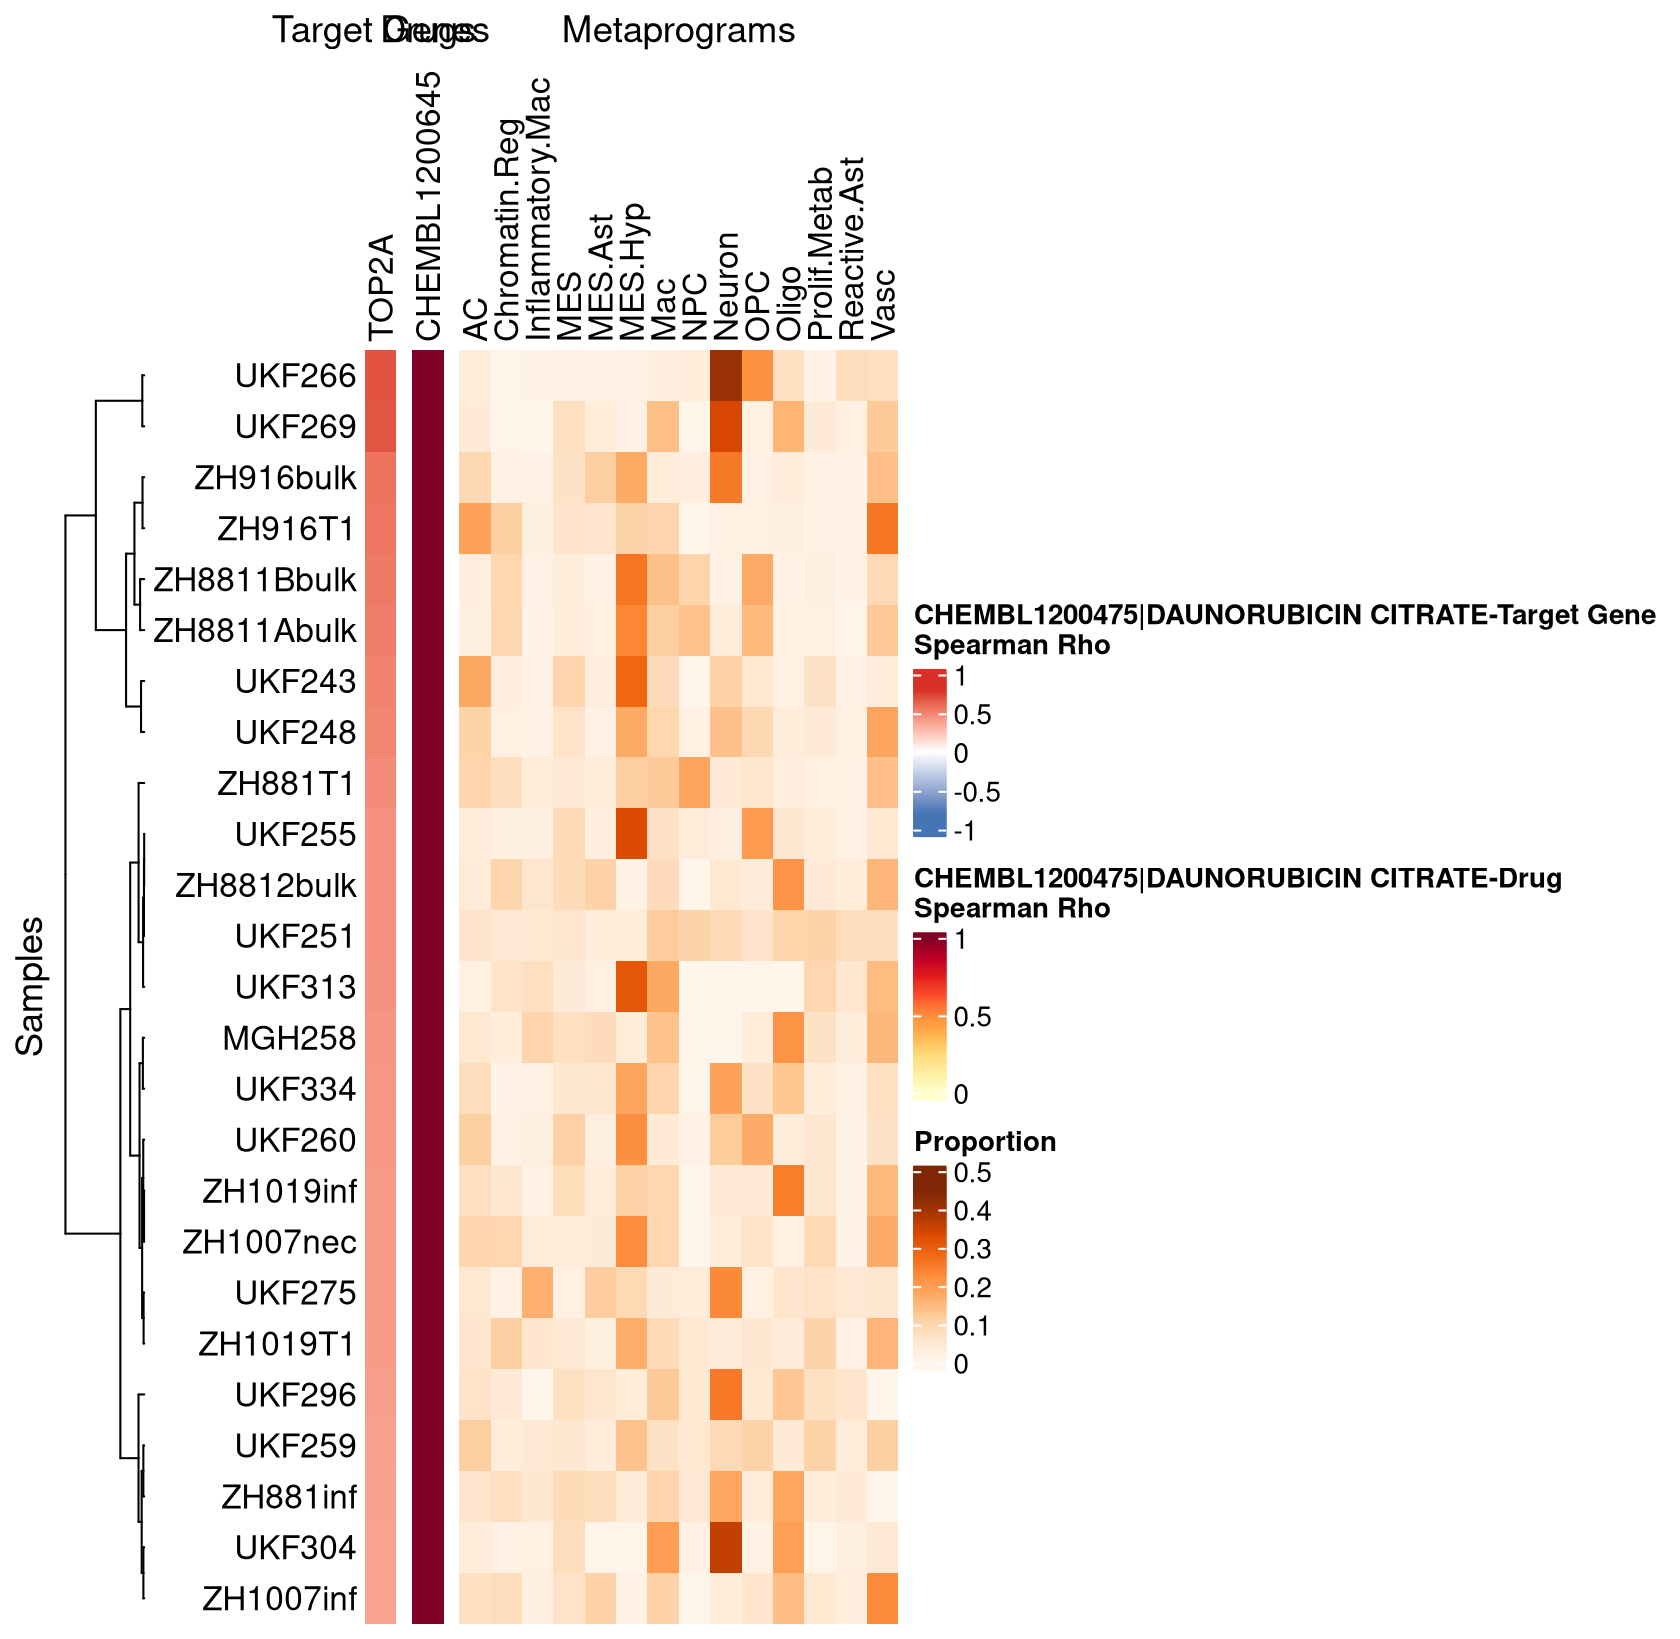 Target Genes
Drugs
Metaprograms
TOP2A
CHEMBL1200645
AC
Chromatin.Reg
Inflammatory.Mac
MES
MES.Ast
MES.Hyp
Mac
NPC
Neuron
OPC
Oligo
Prolif.Metab
Reactive.Ast
Vasc
Samples
UKF266
UKF269
ZH916bulk
ZH916T1
ZH8811Bbulk
ZH8811Abulk
UKF243
UKF248
ZH881T1
UKF255
ZH8812bulk
UKF251
UKF313
MGH258
UKF334
UKF260
ZH1019inf
ZH1007nec
UKF275
ZH1019T1
UKF296
UKF259
ZH881inf
UKF304
ZH1007inf
CHEMBL1200475|DAUNORUBICIN CITRATE-Target Gene
Spearman Rho
1
0.5
0
-0.5
-1
CHEMBL1200475|DAUNORUBICIN CITRATE-Drug
Spearman Rho
1
0.5
0
Proportion
0.5
0.4
0.3
0.2
0.1
0